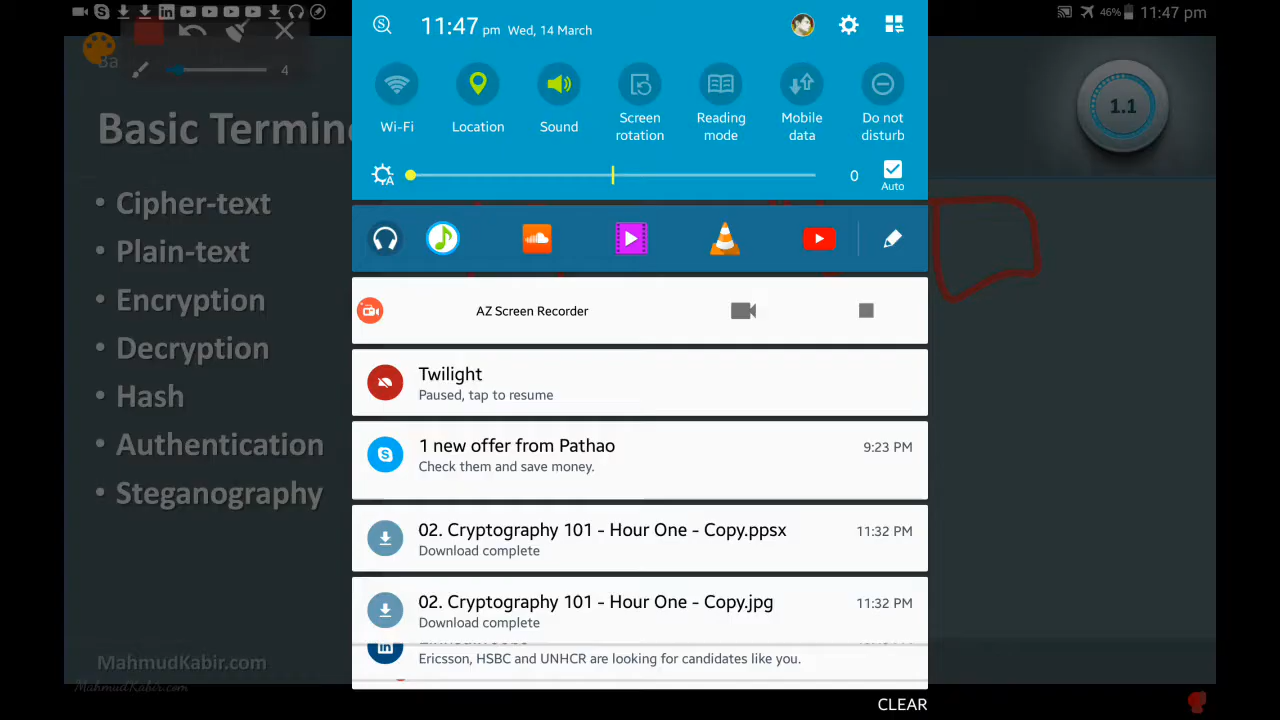 11:47 pm Wed, 14 March
46% 11:47 pm
Ba
4
Wi-Fi
Location
Sound
Screen rotation
Reading mode
Mobile data
Do not disturb
1.1
Basic Termin
A
0
Auto
• Cipher-text
• Plain-text
• Encryption
• Decryption
• Hash
• Authentication
• Steganography
AZ Screen Recorder
Twilight
Paused, tap to resume
1 new offer from Pathao 9:23 PM
Check them and save money.
02. Cryptography 101 - Hour One - Copy.ppsx 11:32 PM
Download complete
02. Cryptography 101 - Hour One - Copy.jpg 11:32 PM
Download complete
in
Ericsson, HSBC and UNHCR are looking for candidates like you.
MahmudKabir.com
MahmudKabir.com
CLEAR